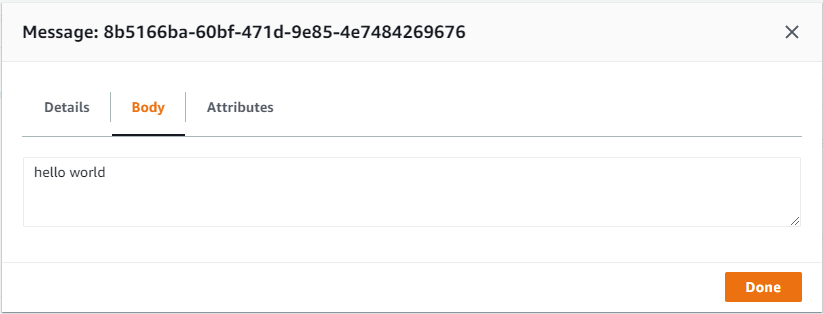 Message: 8b5166ba-60bf-471d-9e85-4e7484269676
Details Body Attributes
hello world
Done